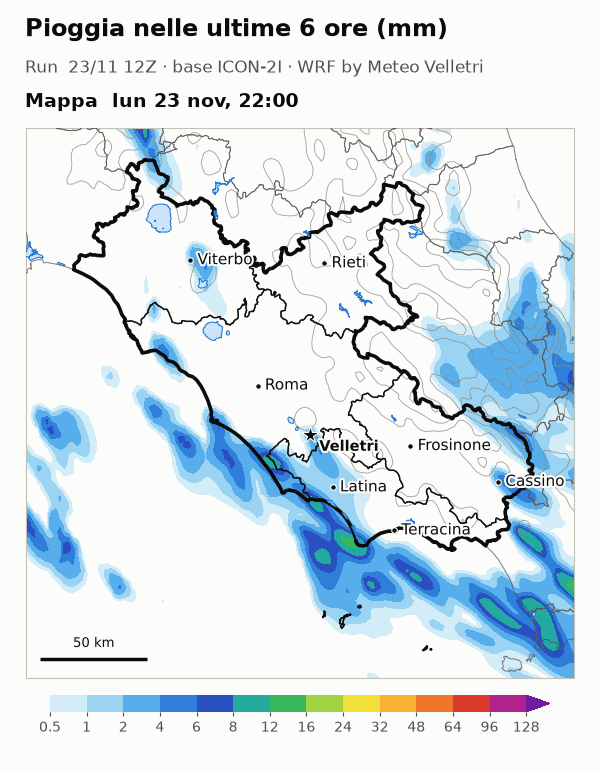 Pioggia nelle ultime 6 ore (mm)
Run  23/11 12Z · base ICON-2I · WRF by Meteo Velletri
Mappa  lun 23 nov, 22:00
Viterbo
Rieti
Roma
Velletri
Frosinone
Cassino
Latina
Terracina
50 km
0.5 1 2 4 6 8 12 16 24 32 48 64 96 128